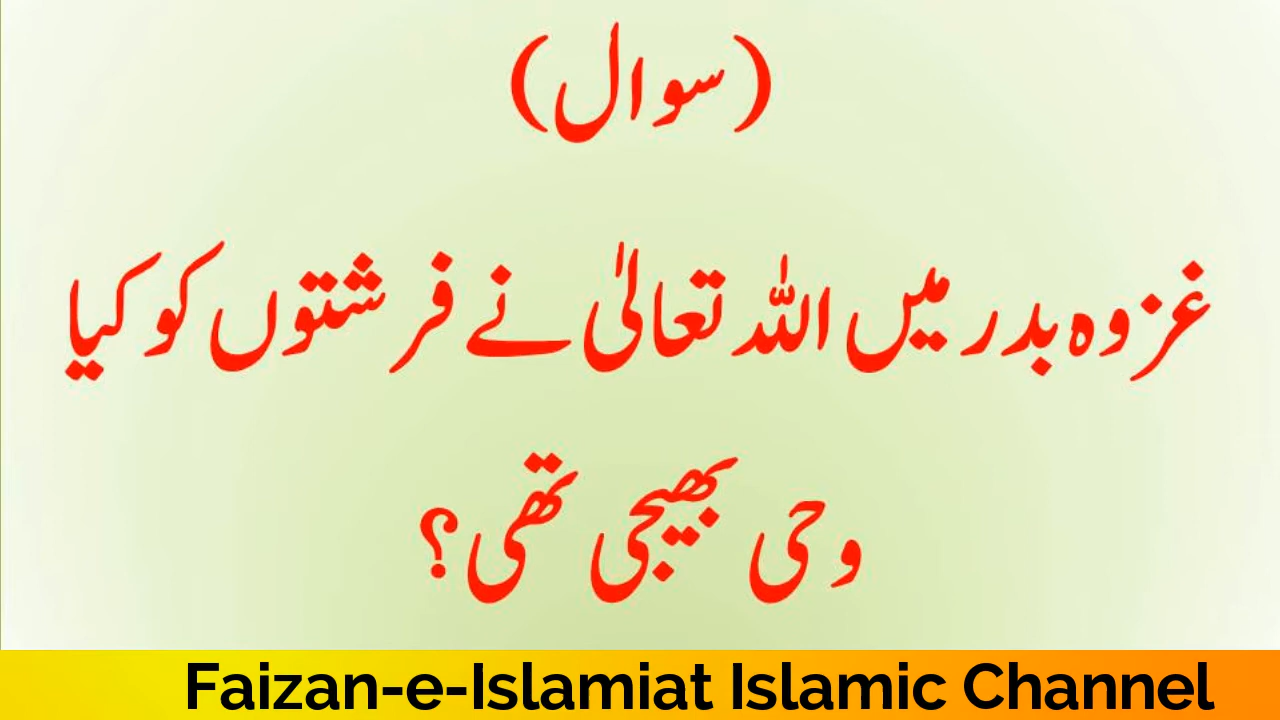 (سوال)
غزوہ بدر میں اللہ تعالیٰ نے فرشتوں کو کیا
وحی بھیجی تھی؟
Faizan-e-Islamiat Islamic Channel